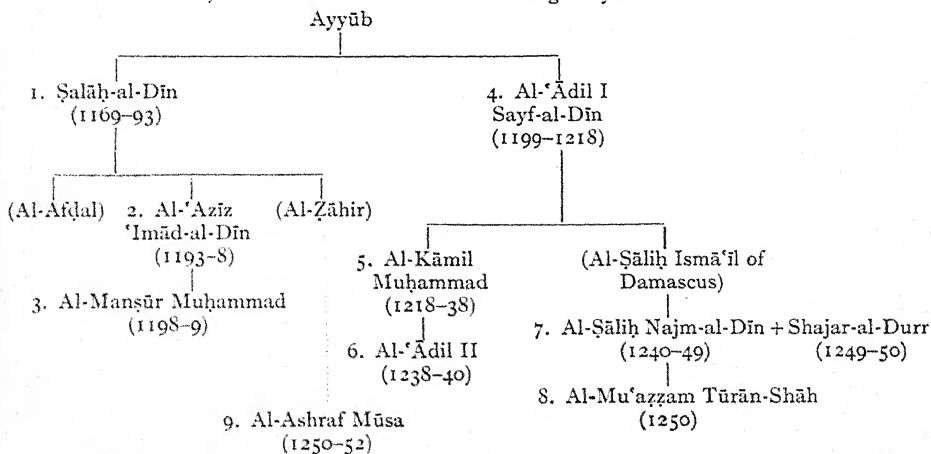 Ayyūb
1. Ṣalāḥ-al-Dīn
(1169–93)
4. Al-ʿĀdil I
Sayf-al-Dīn
(1199–1218)
(Al-Afḍal)
2. Al-ʿAzīz
ʿImād-al-Dīn
(1193–8)
(Al-Ẓāhir)
3. Al-Manṣūr Muḥammad
(1198–9)
5. Al-Kāmil
Muḥammad
(1218–38)
(Al-Ṣāliḥ Ismāʿīl of
Damascus)
6. Al-ʿĀdil II
(1238–40)
7. Al-Ṣāliḥ Najm-al-Dīn + Shajar-al-Durr
(1240–49) (1249–50)
8. Al-Muʿaẓẓam Tūrān-Shāh
(1250)
9. Al-Ashraf Mūsa
(1250–52)